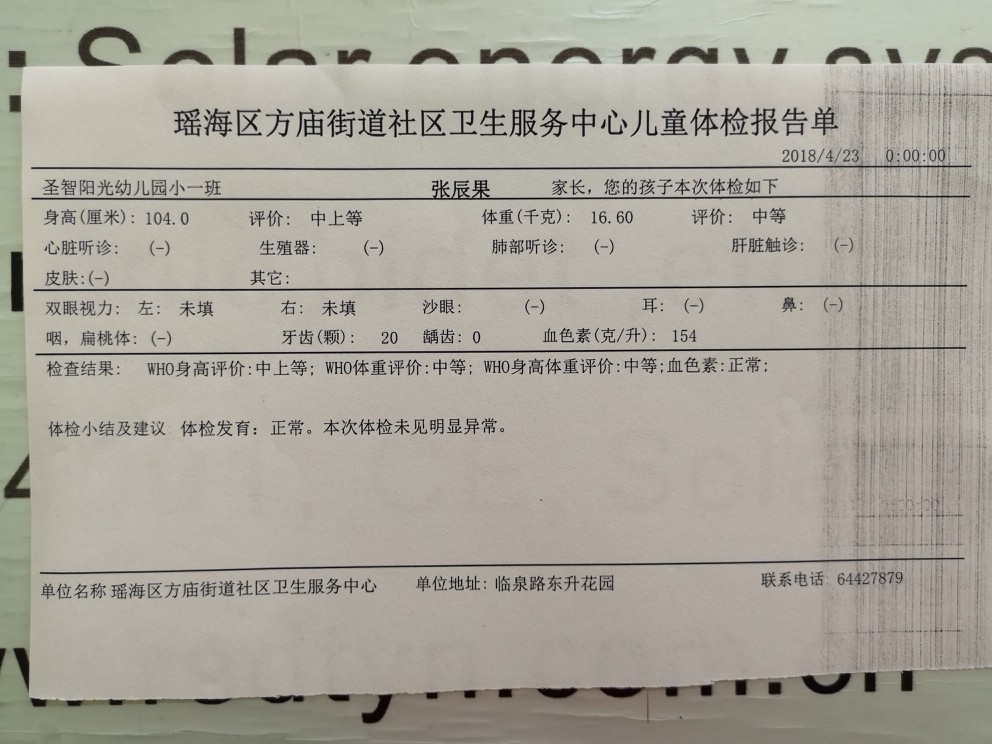 : Solar energy sys
瑶海区方庙街道社区卫生服务中心儿童体检报告单
2018/4/23 0:00:00
圣智阳光幼儿园小一班 张辰果 家长，您的孩子本次体检如下
身高(厘米): 104.0 评价: 中上等 体重(千克): 16.60 评价: 中等
心脏听诊: (-) 生殖器: (-) 肺部听诊: (-) 肝脏触诊: (-)
皮肤:(-) 其它:
双眼视力: 左: 未填 右: 未填 沙眼: (-) 耳: (-) 鼻: (-)
咽，扁桃体: (-) 牙齿(颗): 20 龋齿: 0 血色素(克/升): 154
检查结果: WHO身高评价:中上等; WHO体重评价:中等; WHO身高体重评价:中等;血色素:正常;
体检小结及建议 体检发育: 正常。本次体检未见明显异常。
单位名称 瑶海区方庙街道社区卫生服务中心 单位地址: 临泉路东升花园 联系电话: 64427879